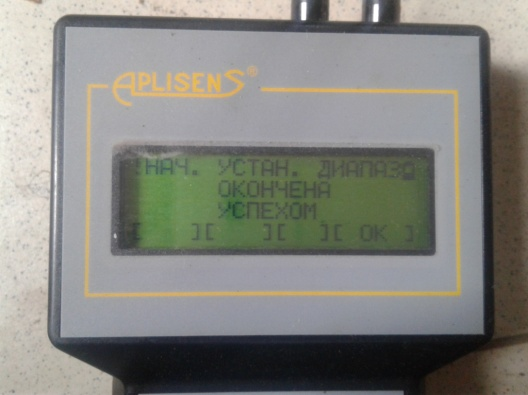 APLISENS®
НАЧ. УСТАН. ДИАПАЗ
ОКОНЧЕНА
УСПЕХОМ
[ ][ ][ ][ OK ]